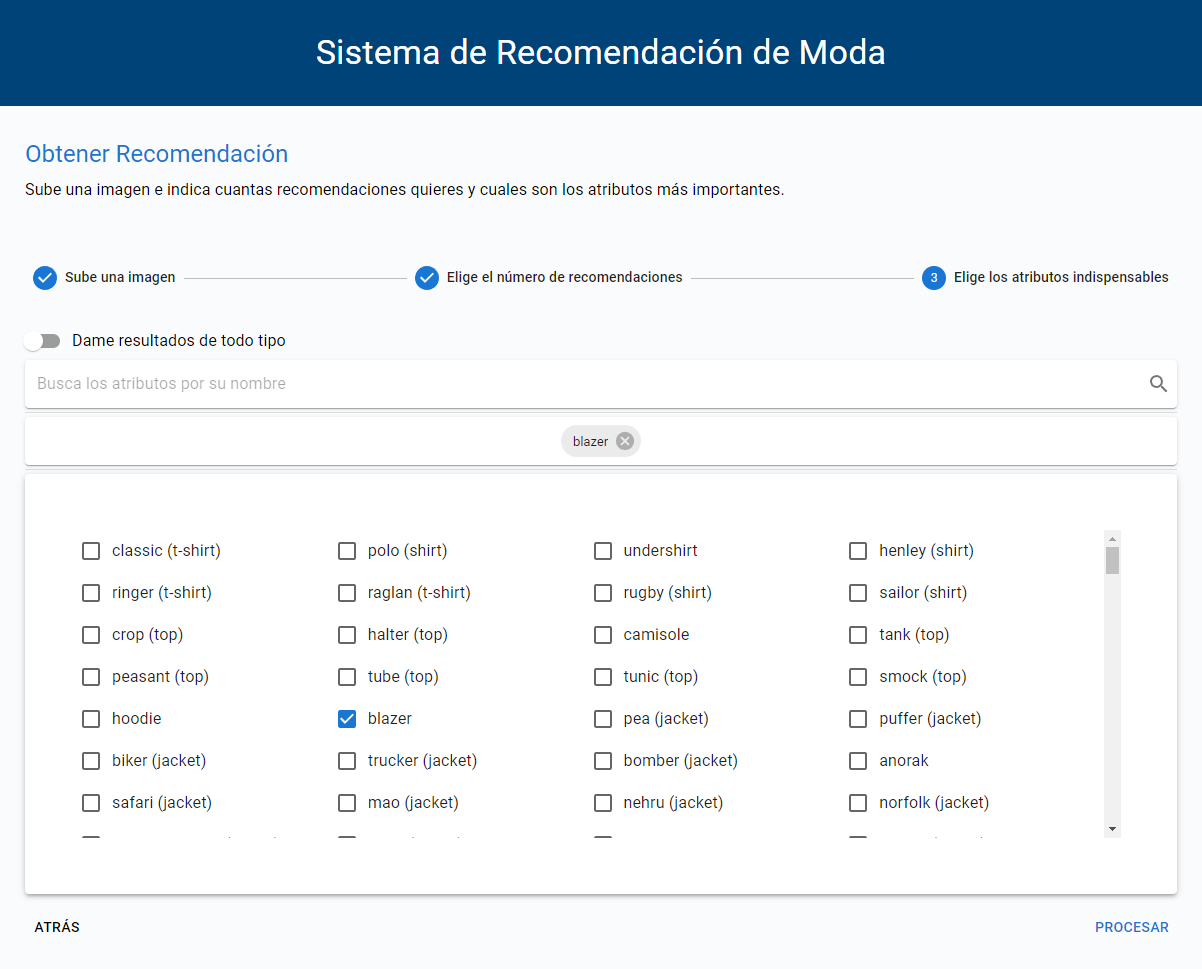 Sistema de Recomendación de Moda
Obtener Recomendación
Sube una imagen e indica cuantas recomendaciones quieres y cuales son los atributos más importantes.
Sube una imagen
Elige el número de recomendaciones
3 Elige los atributos indispensables
Dame resultados de todo tipo
Busca los atributos por su nombre
blazer
classic (t-shirt) polo (shirt) undershirt henley (shirt)
ringer (t-shirt) raglan (t-shirt) rugby (shirt) sailor (shirt)
crop (top) halter (top) camisole tank (top)
peasant (top) tube (top) tunic (top) smock (top)
hoodie blazer pea (jacket) puffer (jacket)
biker (jacket) trucker (jacket) bomber (jacket) anorak
safari (jacket) mao (jacket) nehru (jacket) norfolk (jacket)
ATRÁS PROCESAR